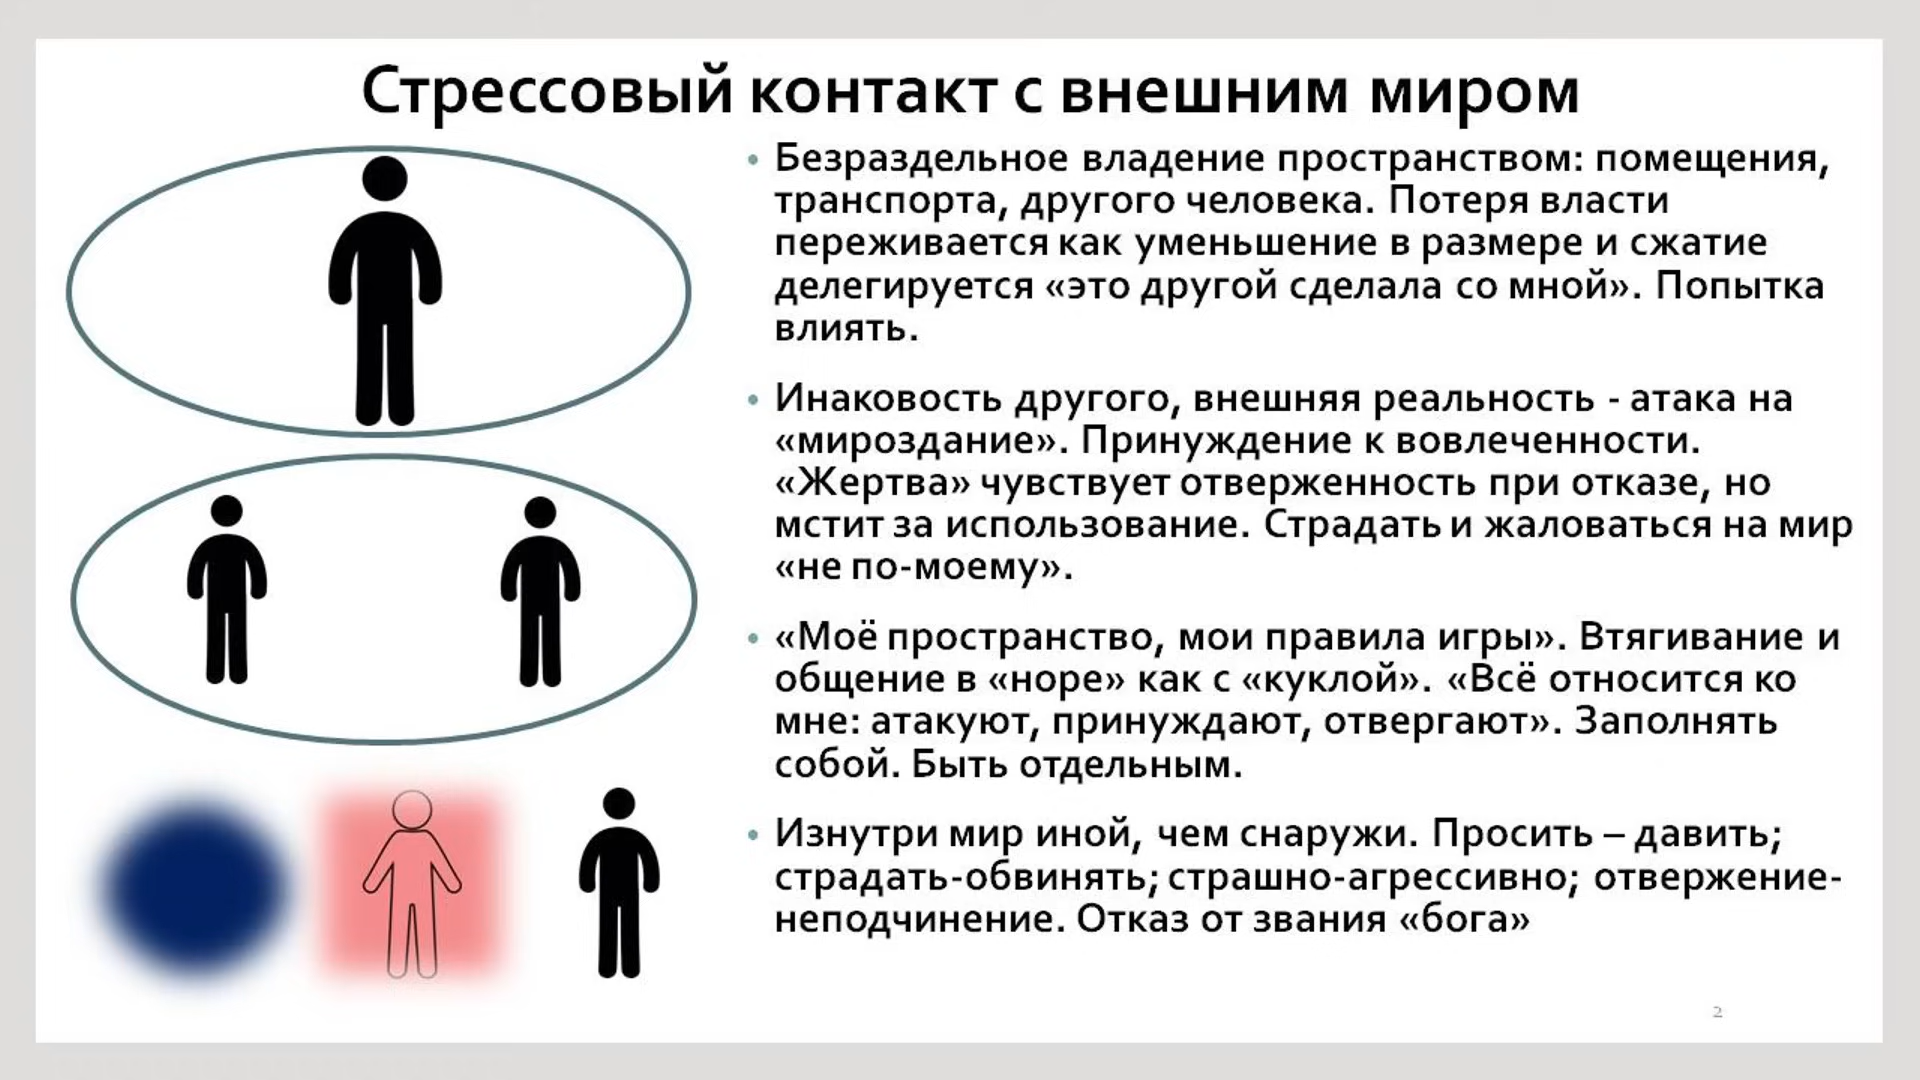 Стрессовый контакт с внешним миром
• Безраздельное владение пространством: помещения,
транспорта, другого человека. Потеря власти
переживается как уменьшение в размере и сжатие
делегируется «это другой сделала со мной». Попытка
влиять.
• Инаковость другого, внешняя реальность - атака на
«мироздание». Принуждение к вовлеченности.
«Жертва» чувствует отверженность при отказе, но
мстит за использование. Страдать и жаловаться на мир
«не по-моему».
• «Моё пространство, мои правила игры». Втягивание и
общение в «норе» как с «куклой». «Всё относится ко
мне: атакуют, принуждают, отвергают». Заполнять
собой. Быть отдельным.
• Изнутри мир иной, чем снаружи. Просить – давить;
страдать-обвинять; страшно-агрессивно; отвержение-
неподчинение. Отказ от звания «бога»
2